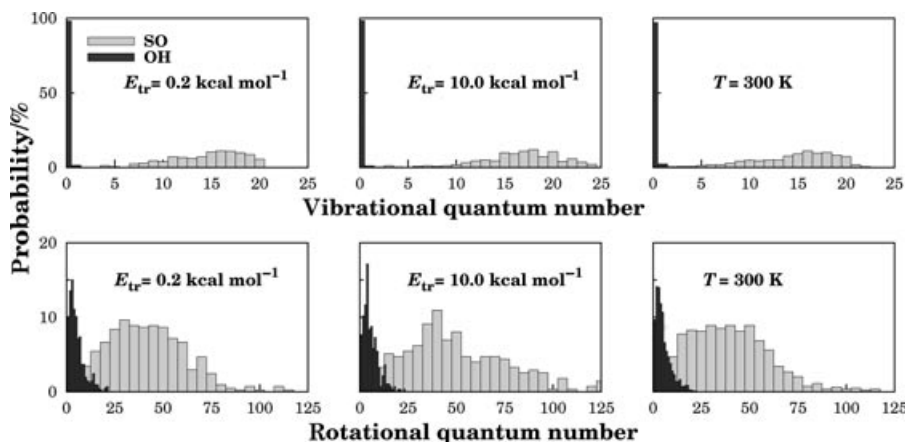 Probability/%
100
50
0
SO
OH
Etr= 0.2 kcal mol−1
Etr= 10.0 kcal mol−1
T = 300 K
0 5 10 15 20 25
0 5 10 15 20 25
0 5 10 15 20 25
Vibrational quantum number
20
10
0
Etr= 0.2 kcal mol−1
Etr= 10.0 kcal mol−1
T = 300 K
0 25 50 75 100 125
0 25 50 75 100 125
0 25 50 75 100 125
Rotational quantum number